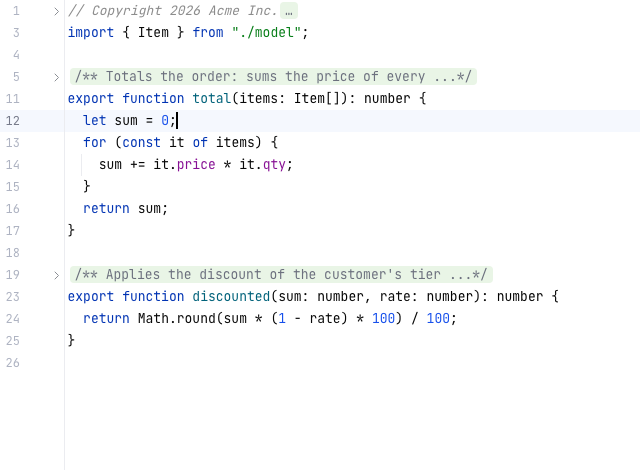 1 // Copyright 2026 Acme Inc. …
3 import { Item } from "./model";
4
5 /** Totals the order: sums the price of every ...*/
11 export function total(items: Item[]): number {
12 let sum = 0;
13 for (const it of items) {
14 sum += it.price * it.qty;
15 }
16 return sum;
17 }
18
19 /** Applies the discount of the customer's tier ...*/
23 export function discounted(sum: number, rate: number): number {
24 return Math.round(sum * (1 - rate) * 100) / 100;
25 }
26